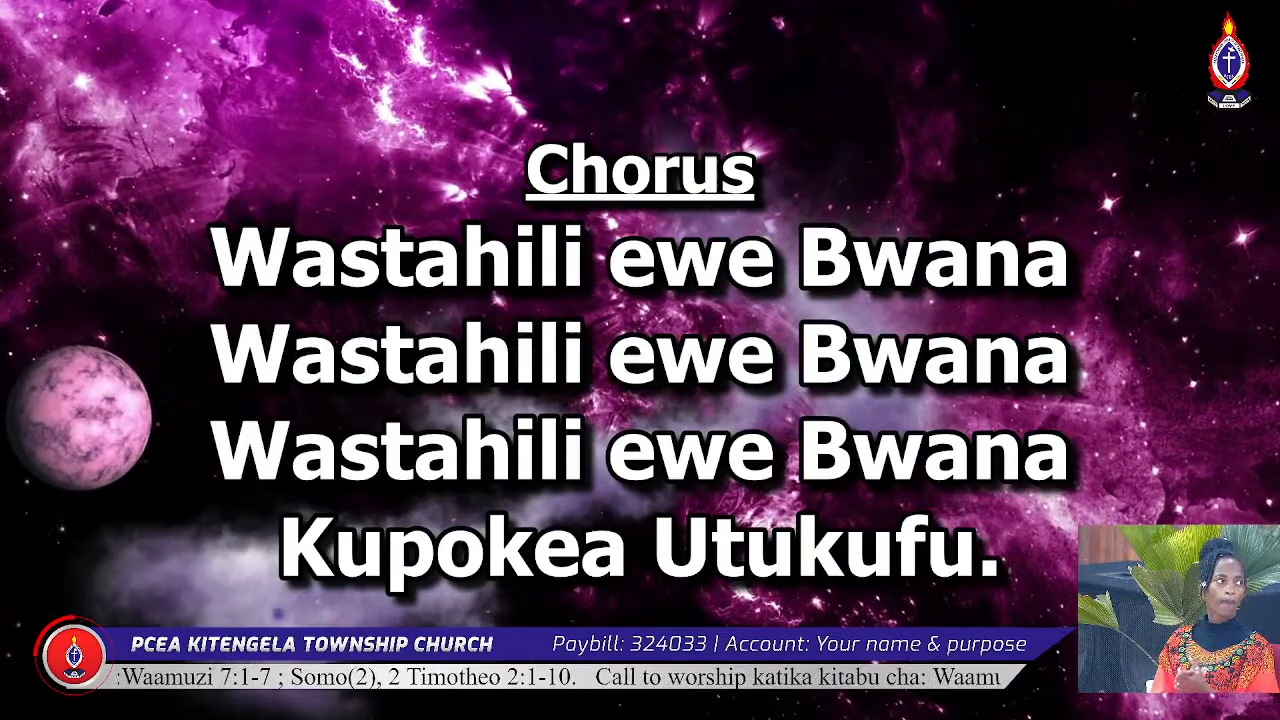 Chorus
Wastahili ewe Bwana
Wastahili ewe Bwana
Wastahili ewe Bwana
Kupokea Utukufu.
PCEA KITENGELA TOWNSHIP CHURCH Paybill: 324033 | Account: Your name & purpose
:Waamuzi 7:1-7 ; Somo(2), 2 Timotheo 2:1-10. Call to worship katika kitabu cha: Waamu